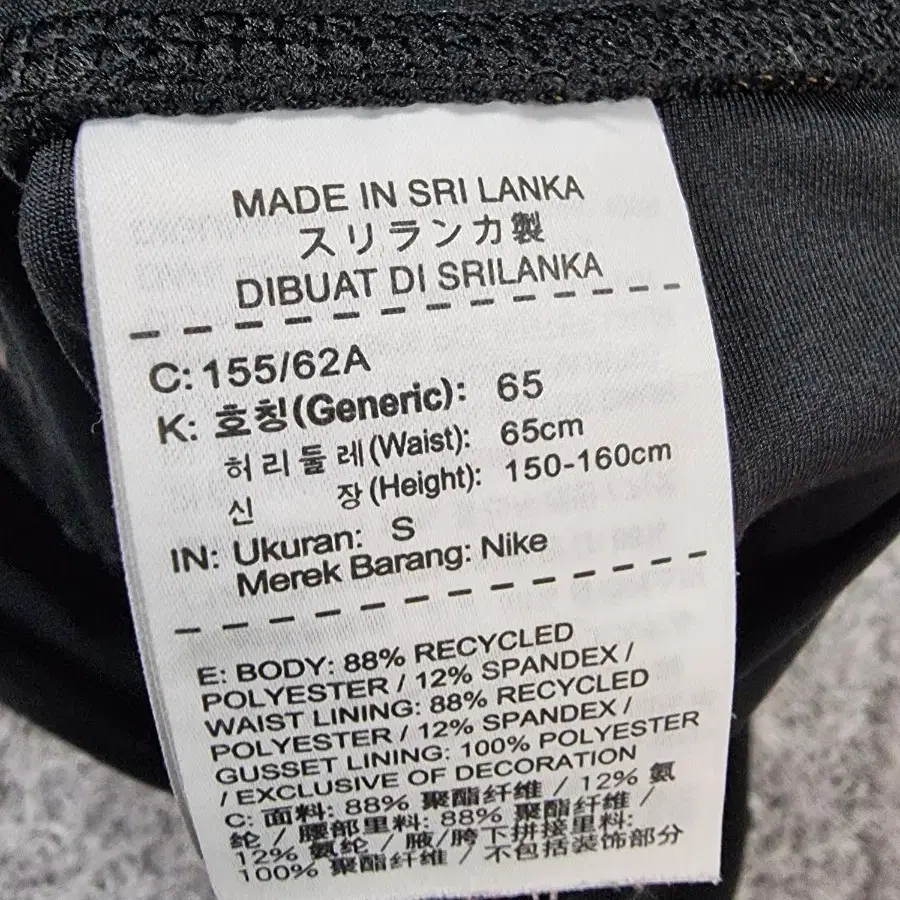 MADE IN SRI LANKA
スリランカ製
DIBUAT DI SRILANKA
C: 155/62A
K: 호칭(Generic): 65
허리둘레(Waist): 65cm
신 장(Height): 150-160cm
IN: Ukuran: S
Merek Barang: Nike
E: BODY: 88% RECYCLED
POLYESTER / 12% SPANDEX /
WAIST LINING: 88% RECYCLED
POLYESTER / 12% SPANDEX /
GUSSET LINING: 100% POLYESTER
/ EXCLUSIVE OF DECORATION
C: 面料: 88% 聚酯纤维 / 12% 氨
纶 / 腰部里料: 88% 聚酯纤维 /
12% 氨纶 / 腋/胯下拼接里料:
100% 聚酯纤维 / 不包括装饰部分